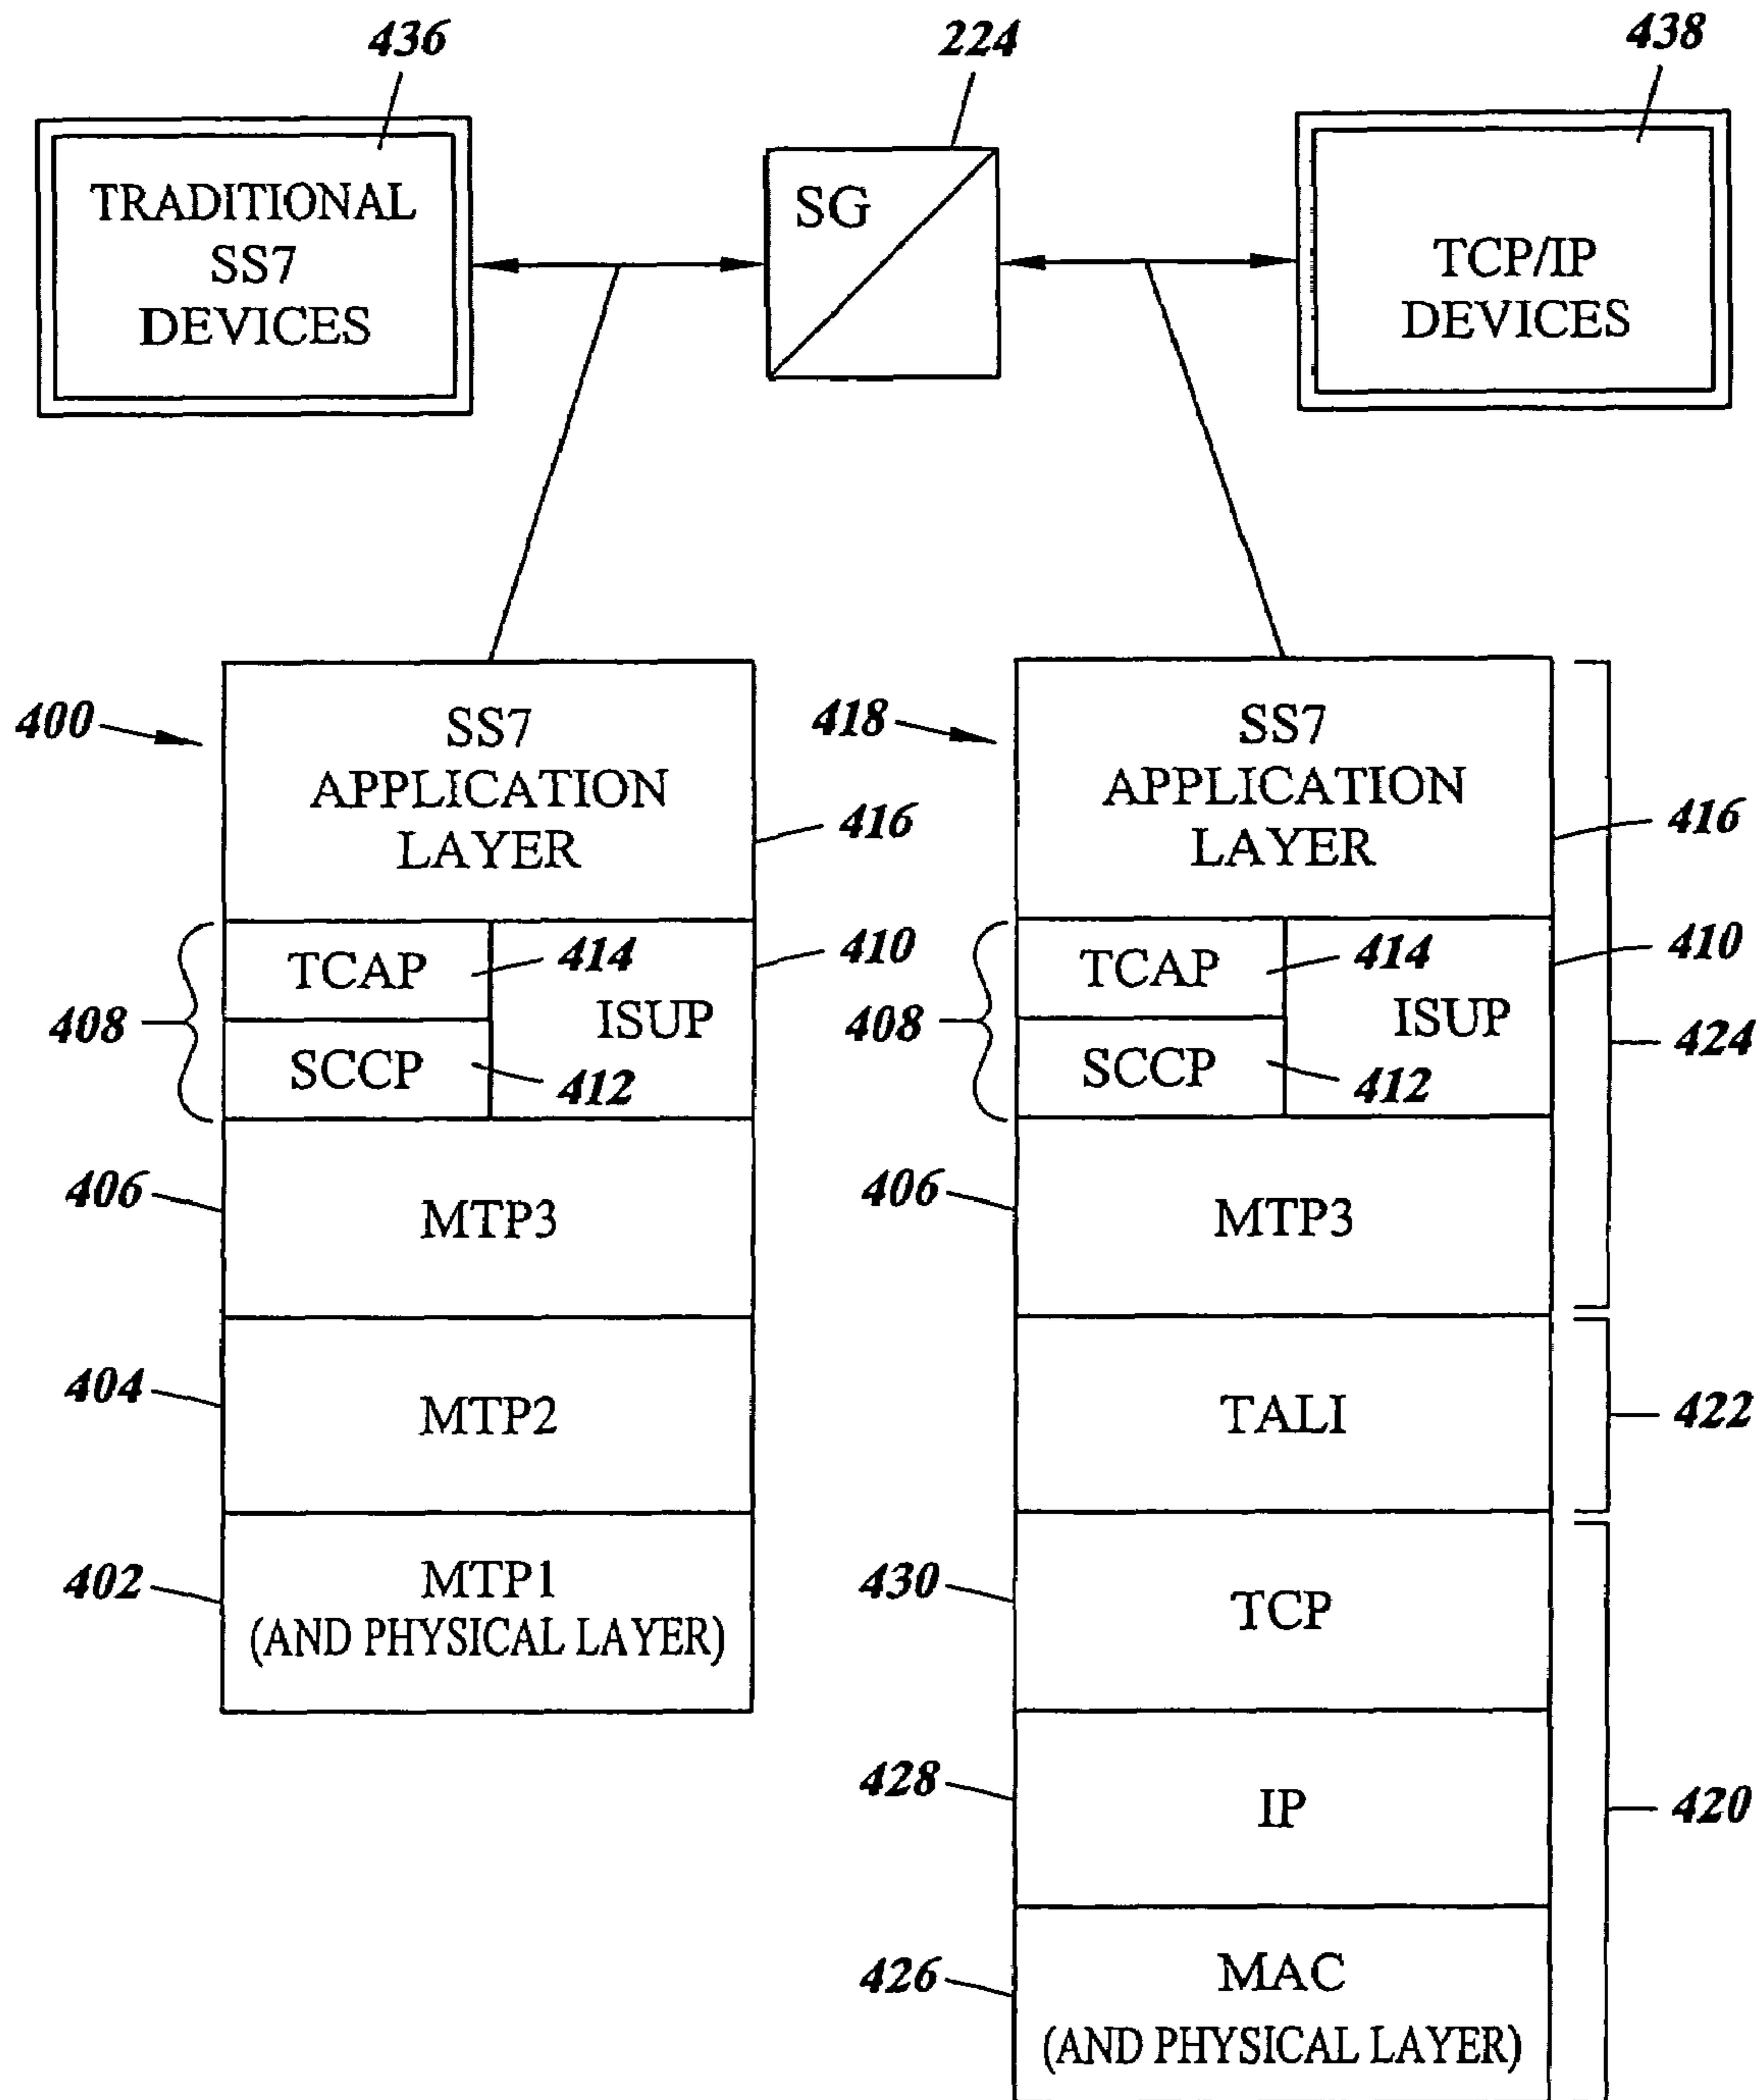 436
224
438
TRADITIONAL
SS7
DEVICES
SG
TCP/IP
DEVICES
400
SS7
APPLICATION
LAYER
416
418
SS7
APPLICATION
LAYER
416
408
TCAP
414
SCCP
412
ISUP
410
408
TCAP
414
SCCP
412
ISUP
410
424
406
MTP3
406
MTP3
404
MTP2
TALI
422
402
MTP1
(AND PHYSICAL LAYER)
430
TCP
428
IP
420
426
MAC
(AND PHYSICAL LAYER)